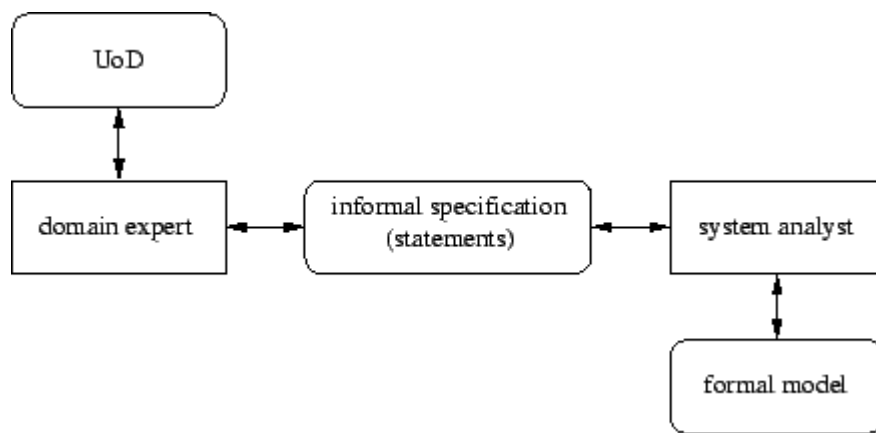 UoD
domain expert
informal specification
(statements)
system analyst
formal model